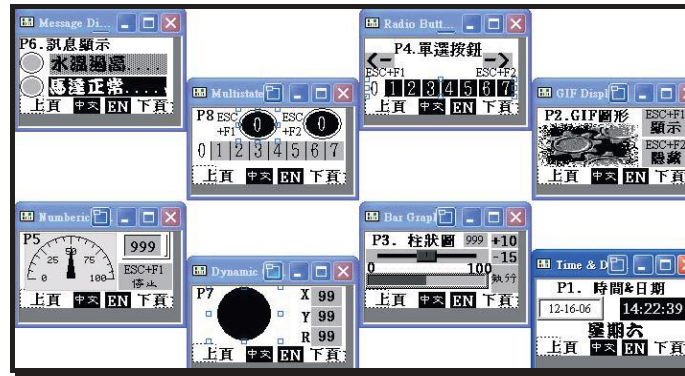 Message Di...
P6.訊息顯示
水溫過高....
馬達正常....
上頁 中文 EN 下頁
Multistate
P8 ESC+F1 0 ESC+F2 0
0 1 2 3 4 5 6 7
上頁 中文 EN 下頁
Radio Butt...
P4.單選按鈕
<- ->
ESC+F1 ESC+F2
0 1 2 3 4 5 6 7
上頁 中文 EN 下頁
GIF Displ
P2.GIF圖形 ESC+F1
顯示
ESC+F2
隱藏
上頁 中文 EN 下頁
Numberic
P5 999
0 25 50 75 100
ESC+F1
停止
上頁 中文 EN 下頁
Dynamic
P7 X 99
Y 99
R 99
上頁 中文 EN 下頁
Bar Grap
P3. 柱狀圖 999 +10
-15
0 100
上頁 中文 EN 下頁
Time & D
P1. 時間&日期
12-16-06 14:22:39
星期六
上頁 中文 EN 下頁